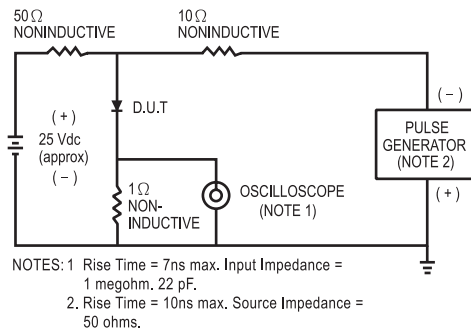 50Ω
NONINDUCTIVE
10Ω
NONINDUCTIVE
(+)
25 Vdc
(approx)
(−)
D.U.T
1Ω
NON-
INDUCTIVE
OSCILLOSCOPE
(NOTE 1)
(−)
PULSE
GENERATOR
(NOTE 2)
(+)
NOTES: 1 Rise Time = 7ns max. Input Impedance =
1 megohm. 22 pF.
2. Rise Time = 10ns max. Source Impedance =
50 ohms.